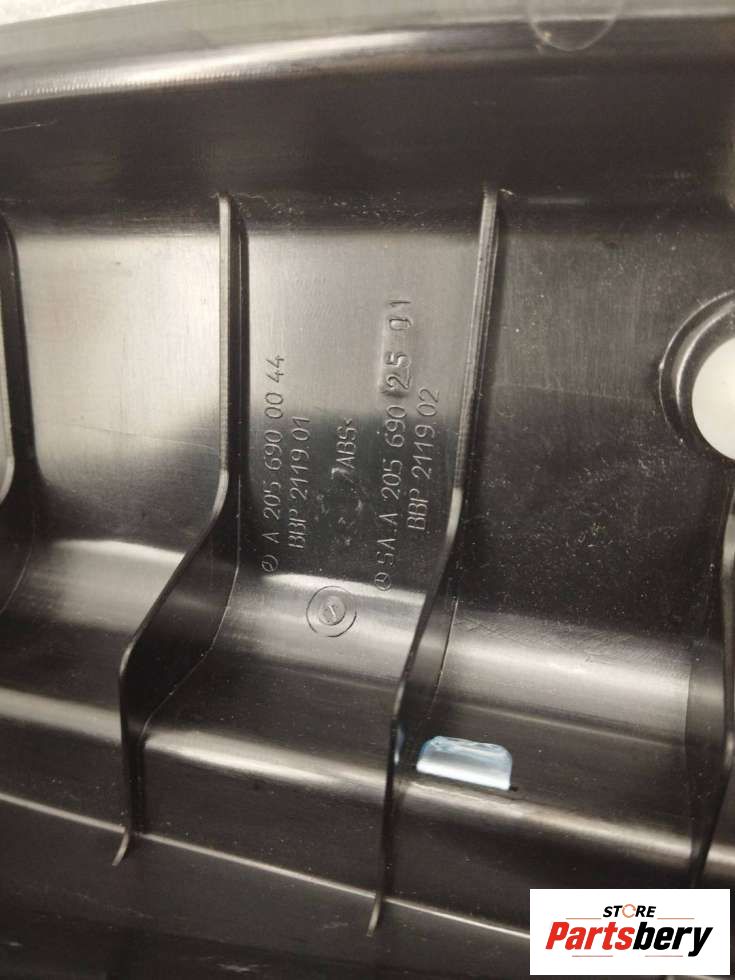 A 205 690 00 44
BBP 2119.01
ABS<
SA.A 205 690 25 01
BBP 2119.02
STORE
Partsbery